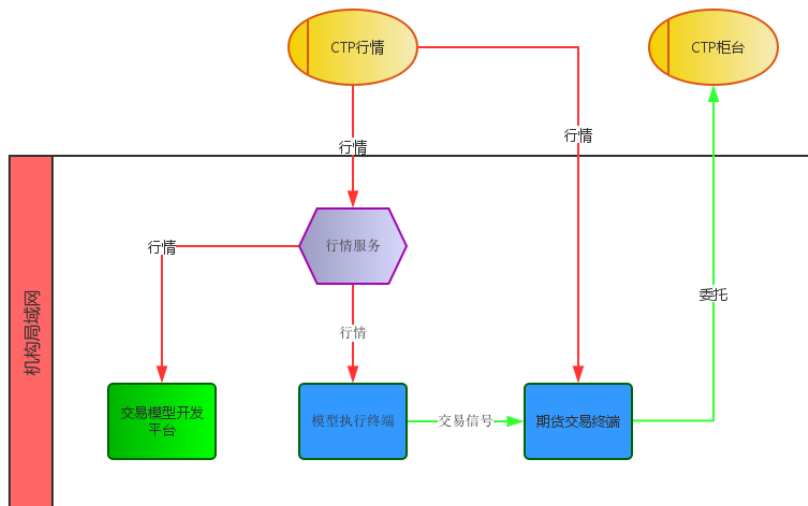 CTP行情
CTP柜台
行情
行情
行情
行情服务
委托
行情
机构局域网
交易模型开发
平台
模型执行终端
交易信号
期货交易终端